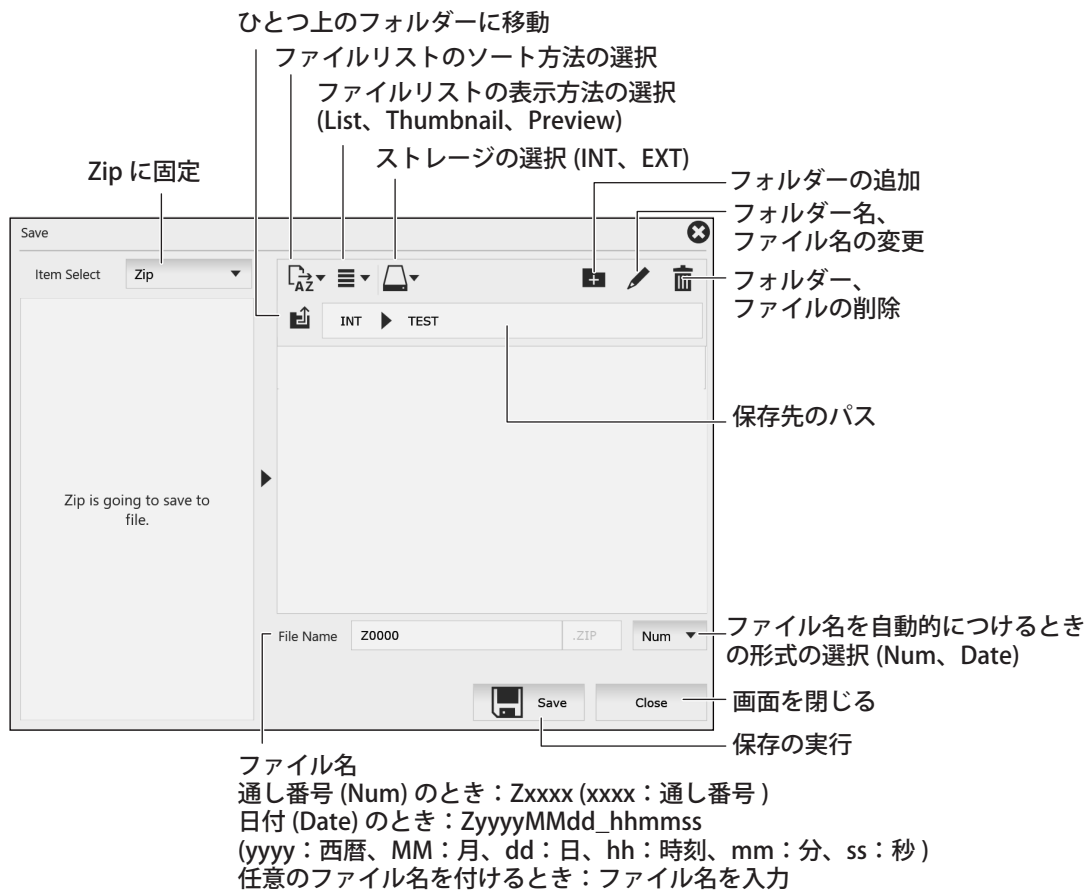 ひとつ上のフォルダーに移動
ファイルリストのソート方法の選択
ファイルリストの表示方法の選択
(List、Thumbnail、Preview)
ストレージの選択 (INT、EXT)
Zip に固定
フォルダーの追加
フォルダー名、
ファイル名の変更
フォルダー、
ファイルの削除
Save
Item Select
Zip
AZ
INT
TEST
保存先のパス
Zip is going to save to
file.
File Name
Z0000
.ZIP
Num
ファイル名を自動的につけるとき
の形式の選択 (Num、Date)
Save
Close
画面を閉じる
保存の実行
ファイル名
通し番号 (Num) のとき：Zxxxx (xxxx：通し番号 )
日付 (Date) のとき：ZyyyyMMdd_hhmmss
(yyyy：西暦、MM：月、dd：日、hh：時刻、mm：分、ss：秒 )
任意のファイル名を付けるとき：ファイル名を入力